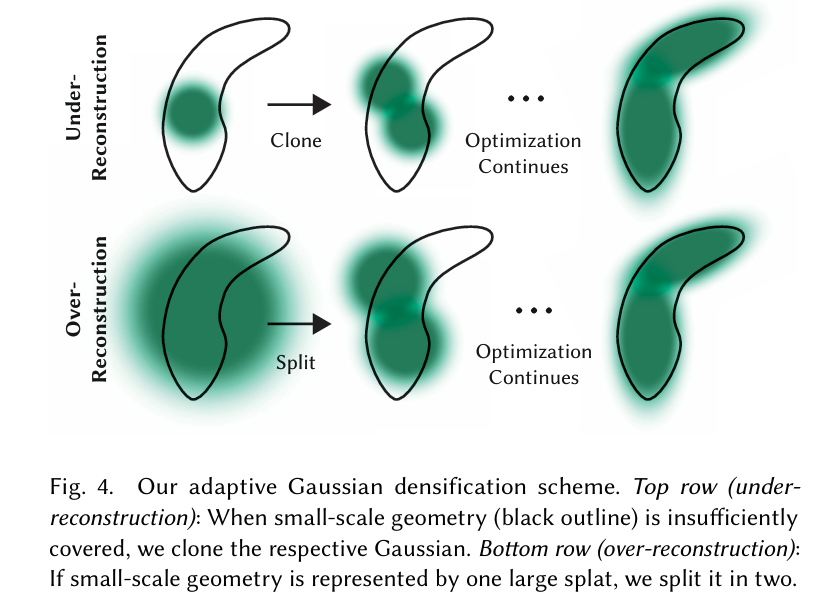 Under-
Reconstruction
Clone
...
Optimization
Continues
Over-
Reconstruction
Split
...
Optimization
Continues
Fig. 4. Our adaptive Gaussian densification scheme. Top row (under-
reconstruction): When small-scale geometry (black outline) is insufficiently
covered, we clone the respective Gaussian. Bottom row (over-reconstruction):
If small-scale geometry is represented by one large splat, we split it in two.